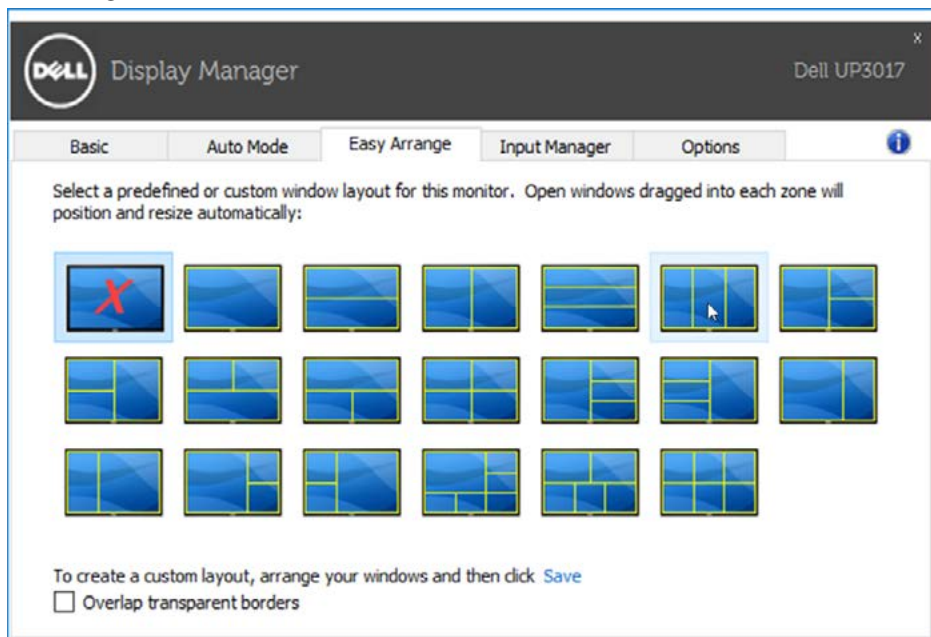 DELL Display Manager
x
Dell UP3017
Basic Auto Mode Easy Arrange Input Manager Options
Select a predefined or custom window layout for this monitor. Open windows dragged into each zone will
position and resize automatically:
To create a custom layout, arrange your windows and then click Save
Overlap transparent borders